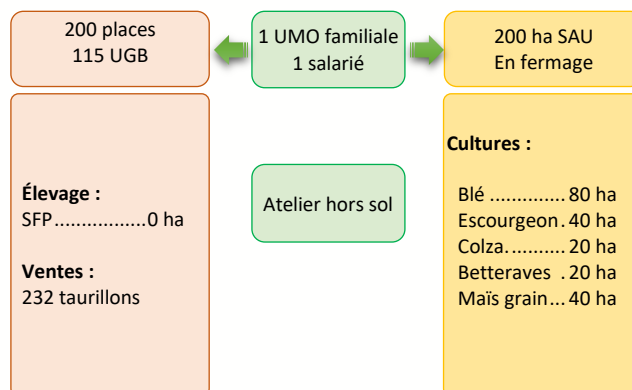 200 places
115 UGB
1 UMO familiale
1 salarié
200 ha SAU
En fermage
Élevage :
SFP.................0 ha
Ventes :
232 taurillons
Atelier hors sol
Cultures :
Blé .............. 80 ha
Escourgeon. 40 ha
Colza........... 20 ha
Betteraves . 20 ha
Maïs grain... 40 ha